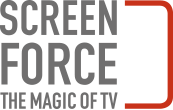 SCREEN
FORCE
THE MAGIC OF TV